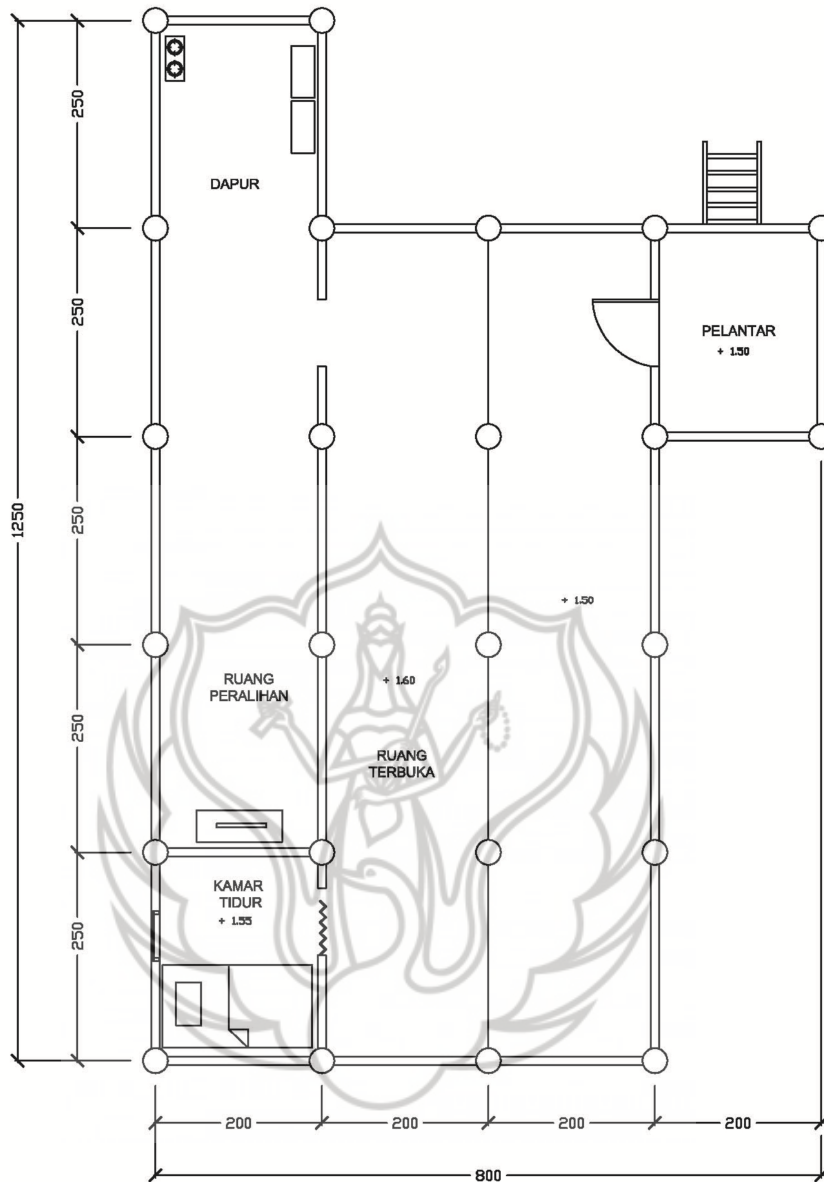 250
DAPUR
250
PELANTAR
+ 1.50
250
1250
+ 1.50
RUANG
PERALIHAN
+ 1.60
250
RUANG
TERBUKA
KAMAR
TIDUR
+ 1.55
250
200
200
200
200
800